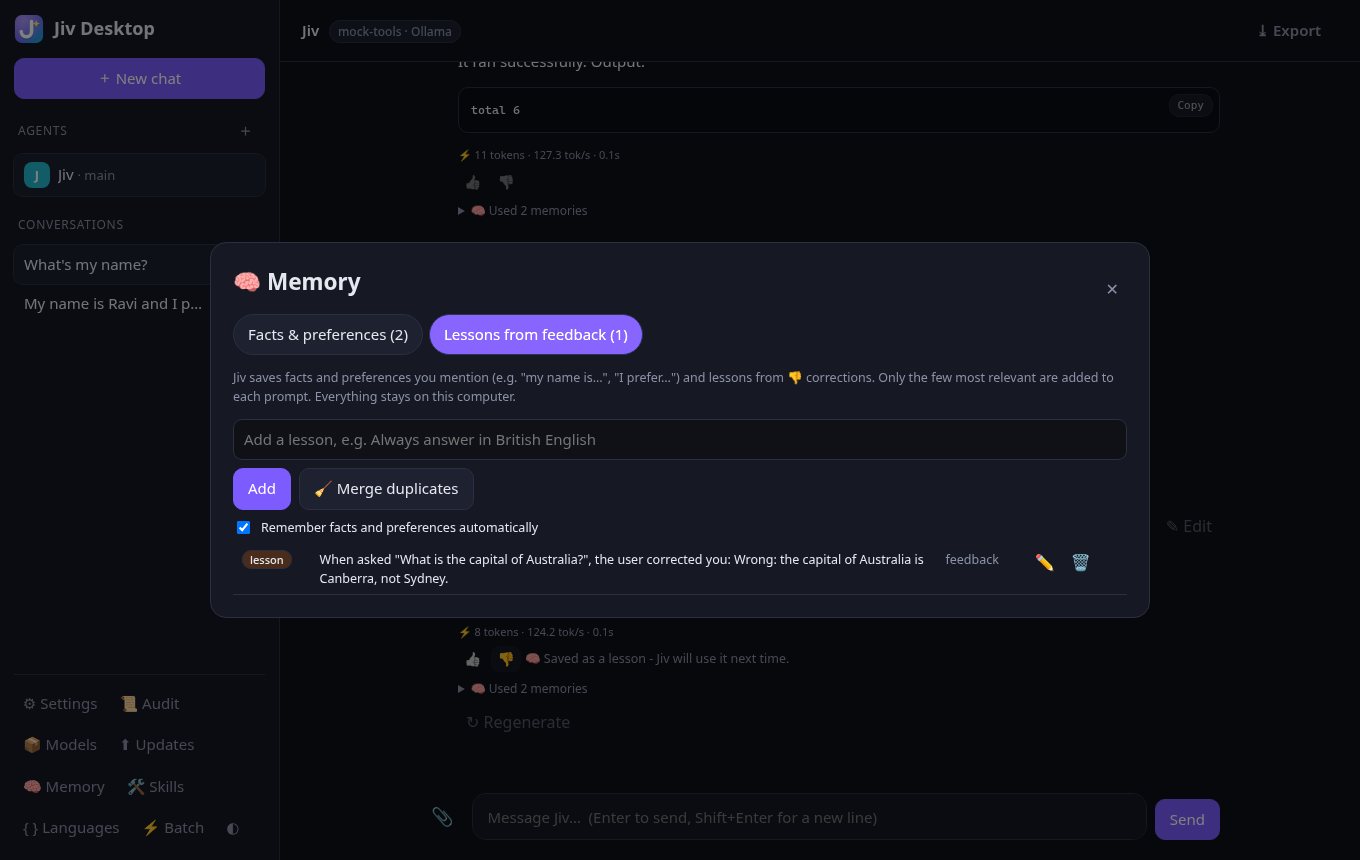 Jiv Desktop
+ New chat
AGENTS +
J Jiv · main
CONVERSATIONS
What's my name?
My name is Ravi and I p...
⚙ Settings 📜 Audit
📦 Models ⬆ Updates
🧠 Memory 🛠️ Skills
{ } Languages ⚡ Batch ◐
Jiv mock-tools · Ollama ⤓ Export
It ran successfully. Output:
total 6
Copy
⚡ 11 tokens · 127.3 tok/s · 0.1s
👍 👎
▶ 🧠 Used 2 memories
🧠 Memory
✕
Facts & preferences (2) Lessons from feedback (1)
Jiv saves facts and preferences you mention (e.g. "my name is...", "I prefer...") and lessons from 👎 corrections. Only the few most relevant are added to
each prompt. Everything stays on this computer.
Add a lesson, e.g. Always answer in British English
Add 🧹 Merge duplicates
Remember facts and preferences automatically
lesson When asked "What is the capital of Australia?", the user corrected you: Wrong: the capital of Australia is feedback ✏️ 🗑️
Canberra, not Sydney.
✎ Edit
⚡ 8 tokens · 124.2 tok/s · 0.1s
👍 👎 🧠 Saved as a lesson - Jiv will use it next time.
▶ 🧠 Used 2 memories
↻ Regenerate
📎 Message Jiv... (Enter to send, Shift+Enter for a new line) Send